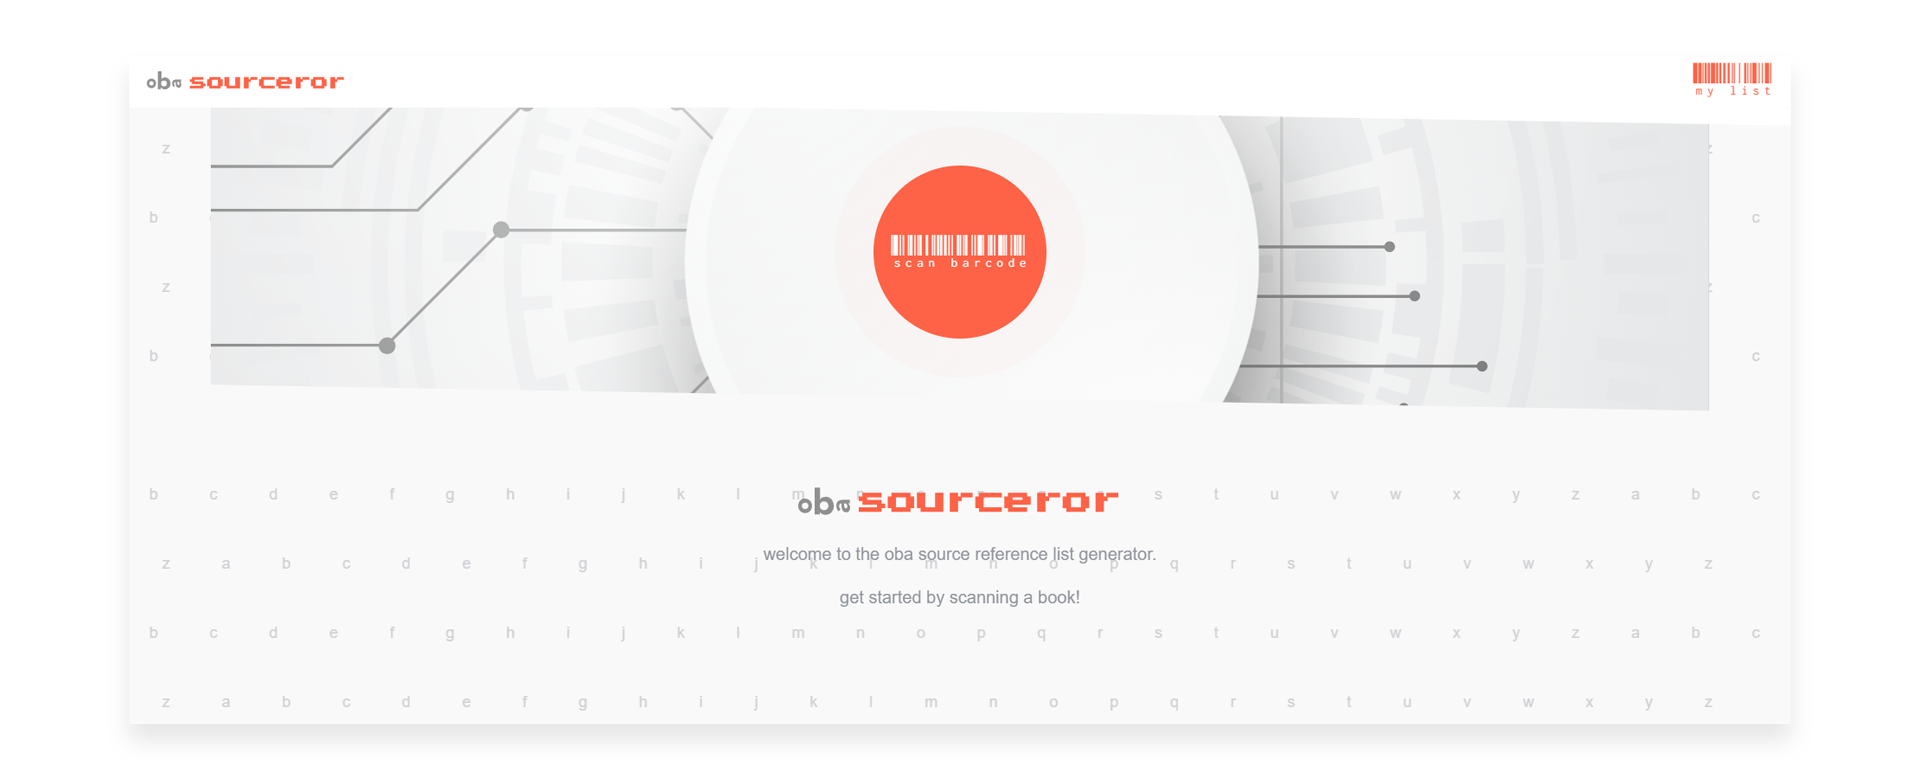 oba sourceror
my list
z z
b c
scan barcode
z z
b c
oba sourceror
b c d e f g h i j k l m s t u v w x y z a b c
welcome to the oba source reference list generator.
z a b c d e f g h i j k l m n o p q r s t u v w x y z
get started by scanning a book!
b c d e f g h i j k l m n o p q r s t u v w x y z a b c
z a b c d e f g h i j k l m n o p q r s t u v w x y z